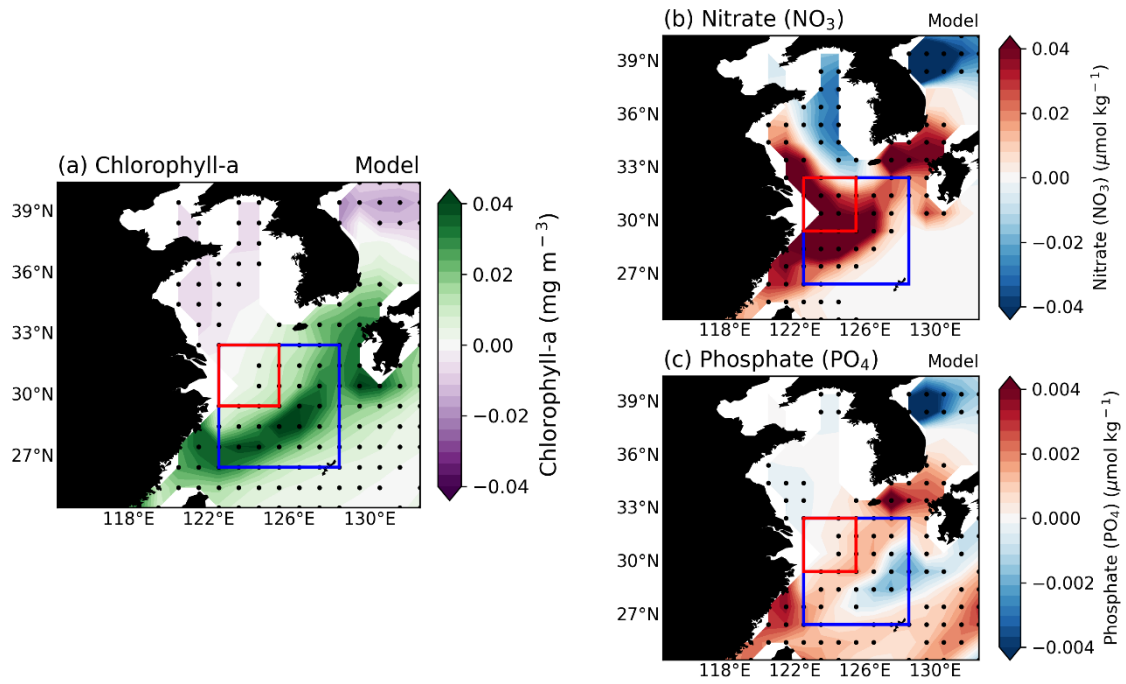 (a) Chlorophyll-a Model
39°N
36°N
33°N
30°N
27°N
118°E 122°E 126°E 130°E
0.04
0.02
0.00
−0.02
−0.04
Chlorophyll-a (mg m⁻³)
(b) Nitrate (NO₃) Model
39°N
36°N
33°N
30°N
27°N
118°E 122°E 126°E 130°E
0.04
0.02
0.00
−0.02
−0.04
Nitrate (NO₃) (μmol kg⁻¹)
(c) Phosphate (PO₄) Model
39°N
36°N
33°N
30°N
27°N
118°E 122°E 126°E 130°E
0.004
0.002
0.000
−0.002
−0.004
Phosphate (PO₄) (μmol kg⁻¹)